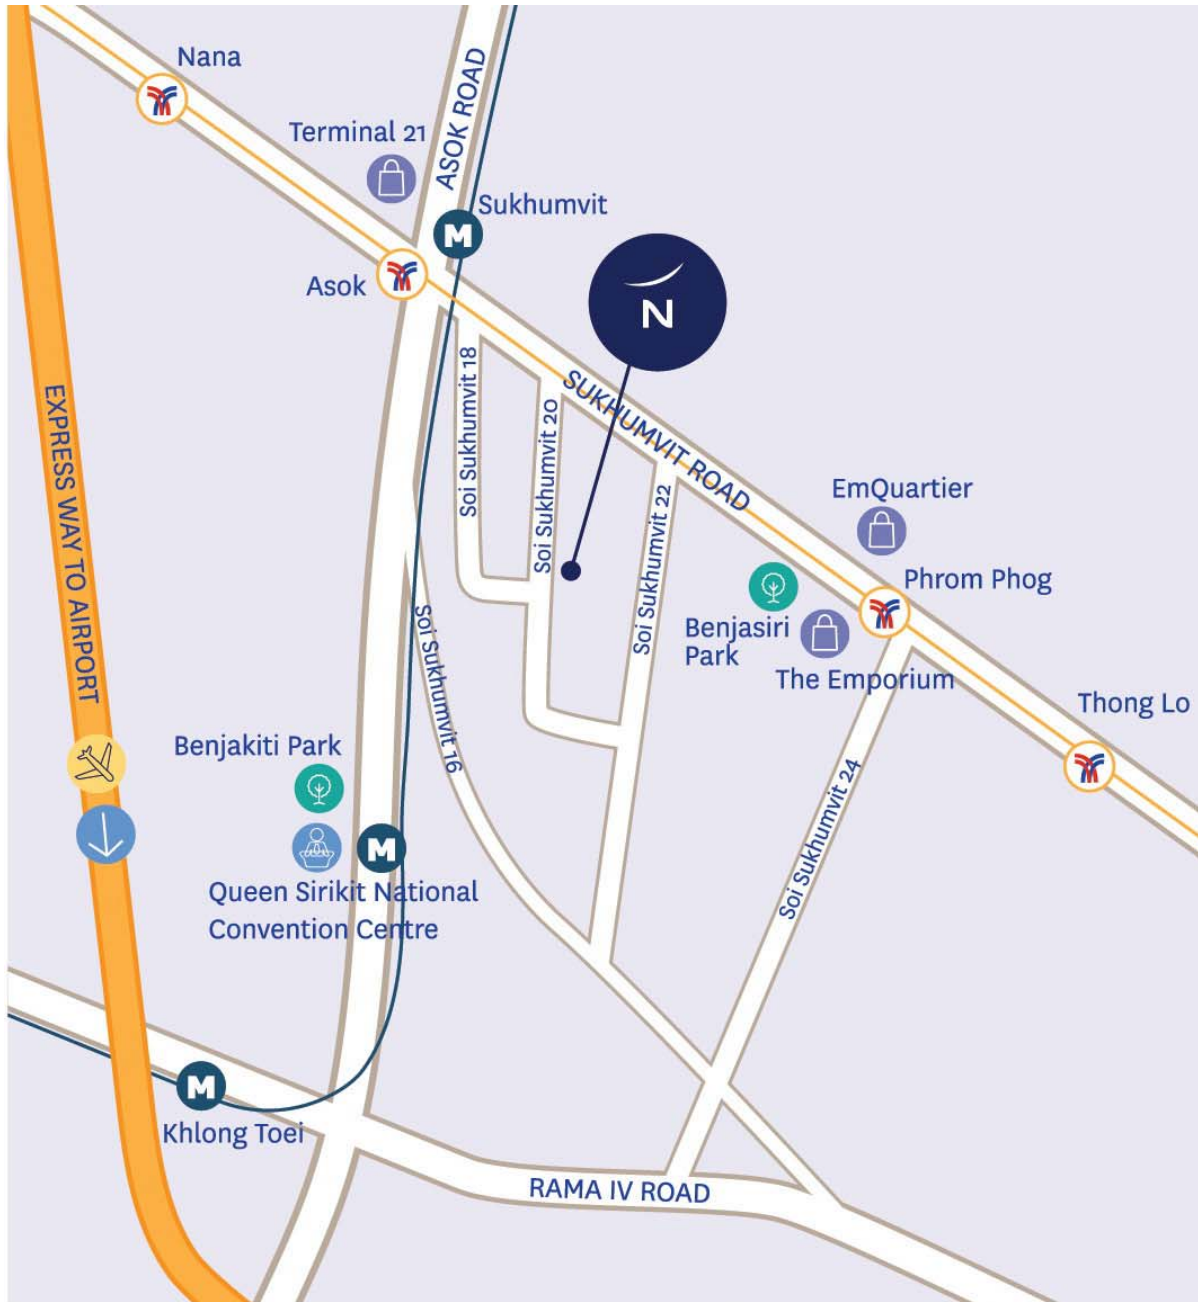 Nana
Terminal 21
ASOK ROAD
M
Sukhumvit
Asok
N
Soi Sukhumvit 18
Soi Sukhumvit 20
SUKHUMVIT ROAD
Soi Sukhumvit 22
EXPRESS WAY TO AIRPORT
EmQuartier
Phrom Phog
Benjasiri
Park
The Emporium
Thong Lo
Soi Sukhumvit 16
Soi Sukhumvit 24
Benjakiti Park
M
Queen Sirikit National
Convention Centre
M
Khlong Toei
RAMA IV ROAD